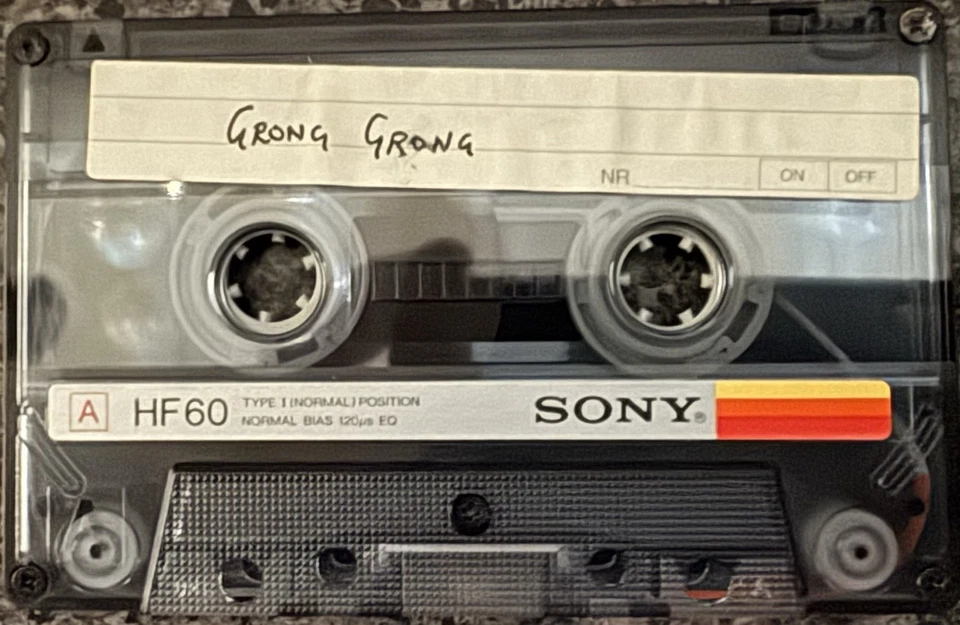 GRONG GRONG
NR ON OFF
A HF60 TYPE I (NORMAL) POSITION SONY®
NORMAL BIAS 120µs EQ